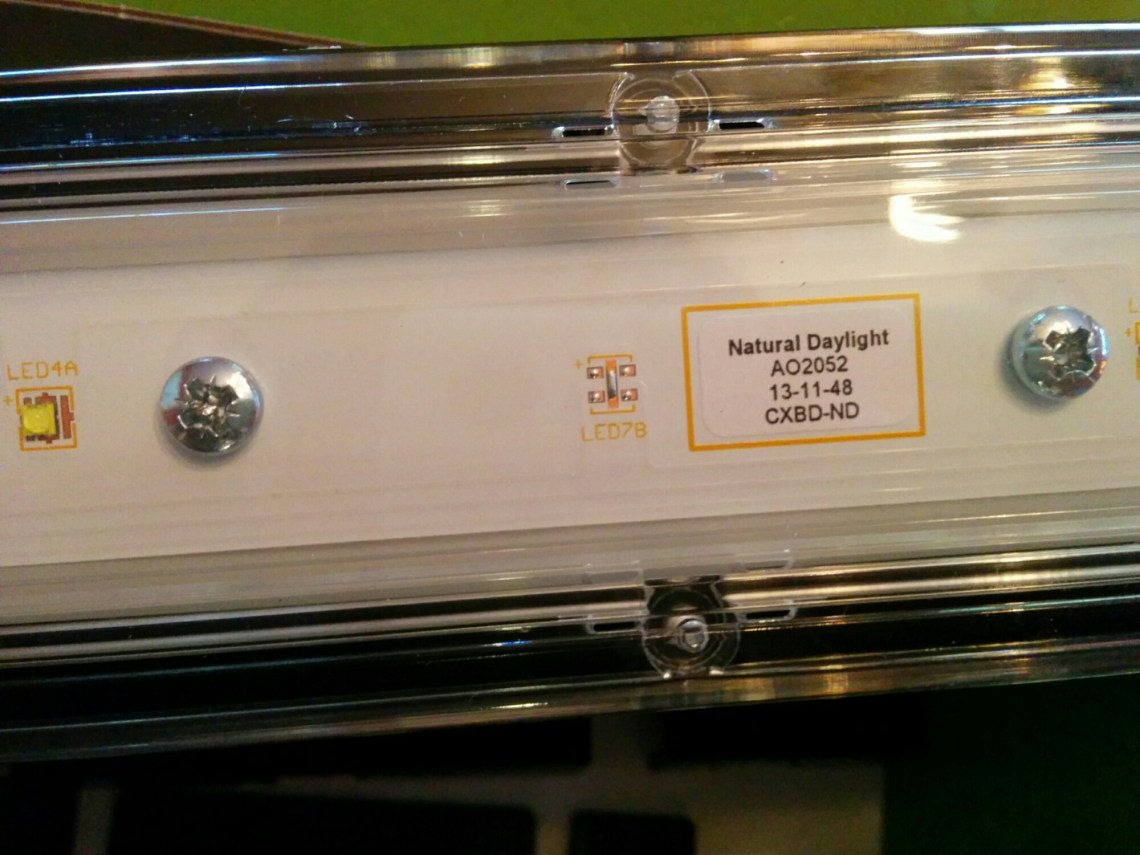 LED4A
+
+
LED7B
Natural Daylight
AO2052
13-11-48
CXBD-ND
L
+